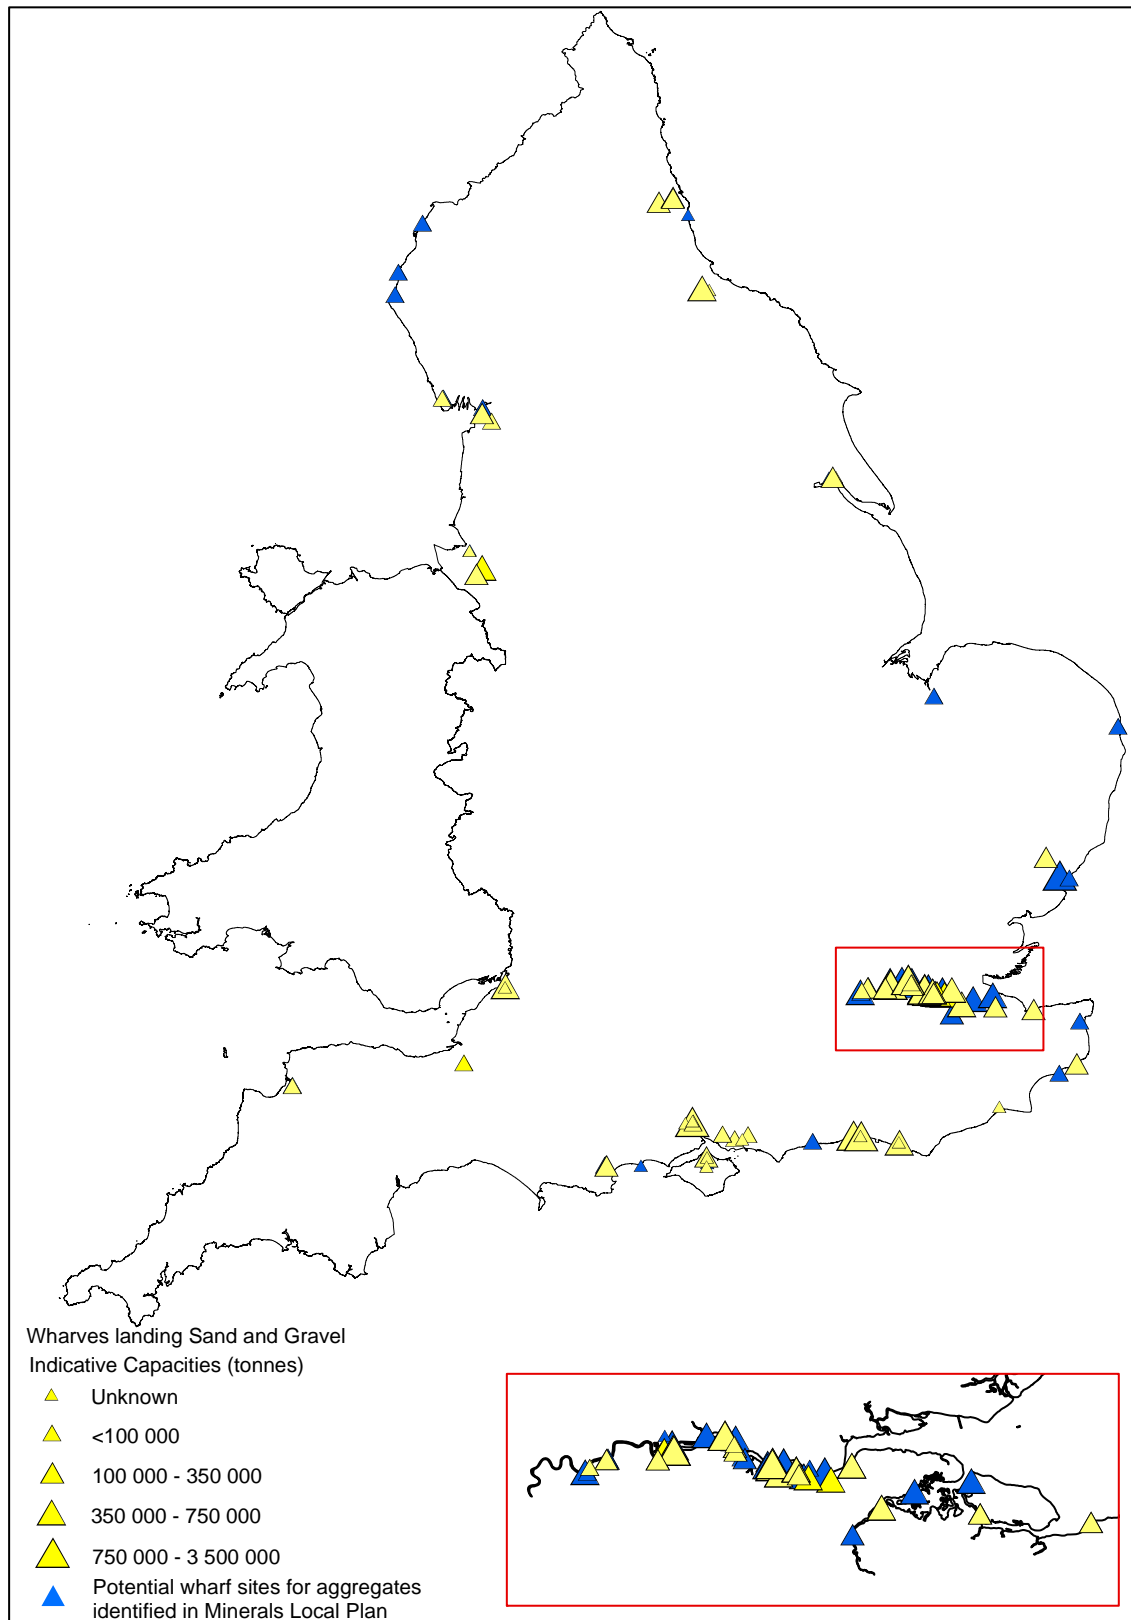 Wharves landing Sand and Gravel
Indicative Capacities (tonnes)
Unknown
<100 000
100 000 - 350 000
350 000 - 750 000
750 000 - 3 500 000
Potential wharf sites for aggregates
identified in Minerals Local Plan